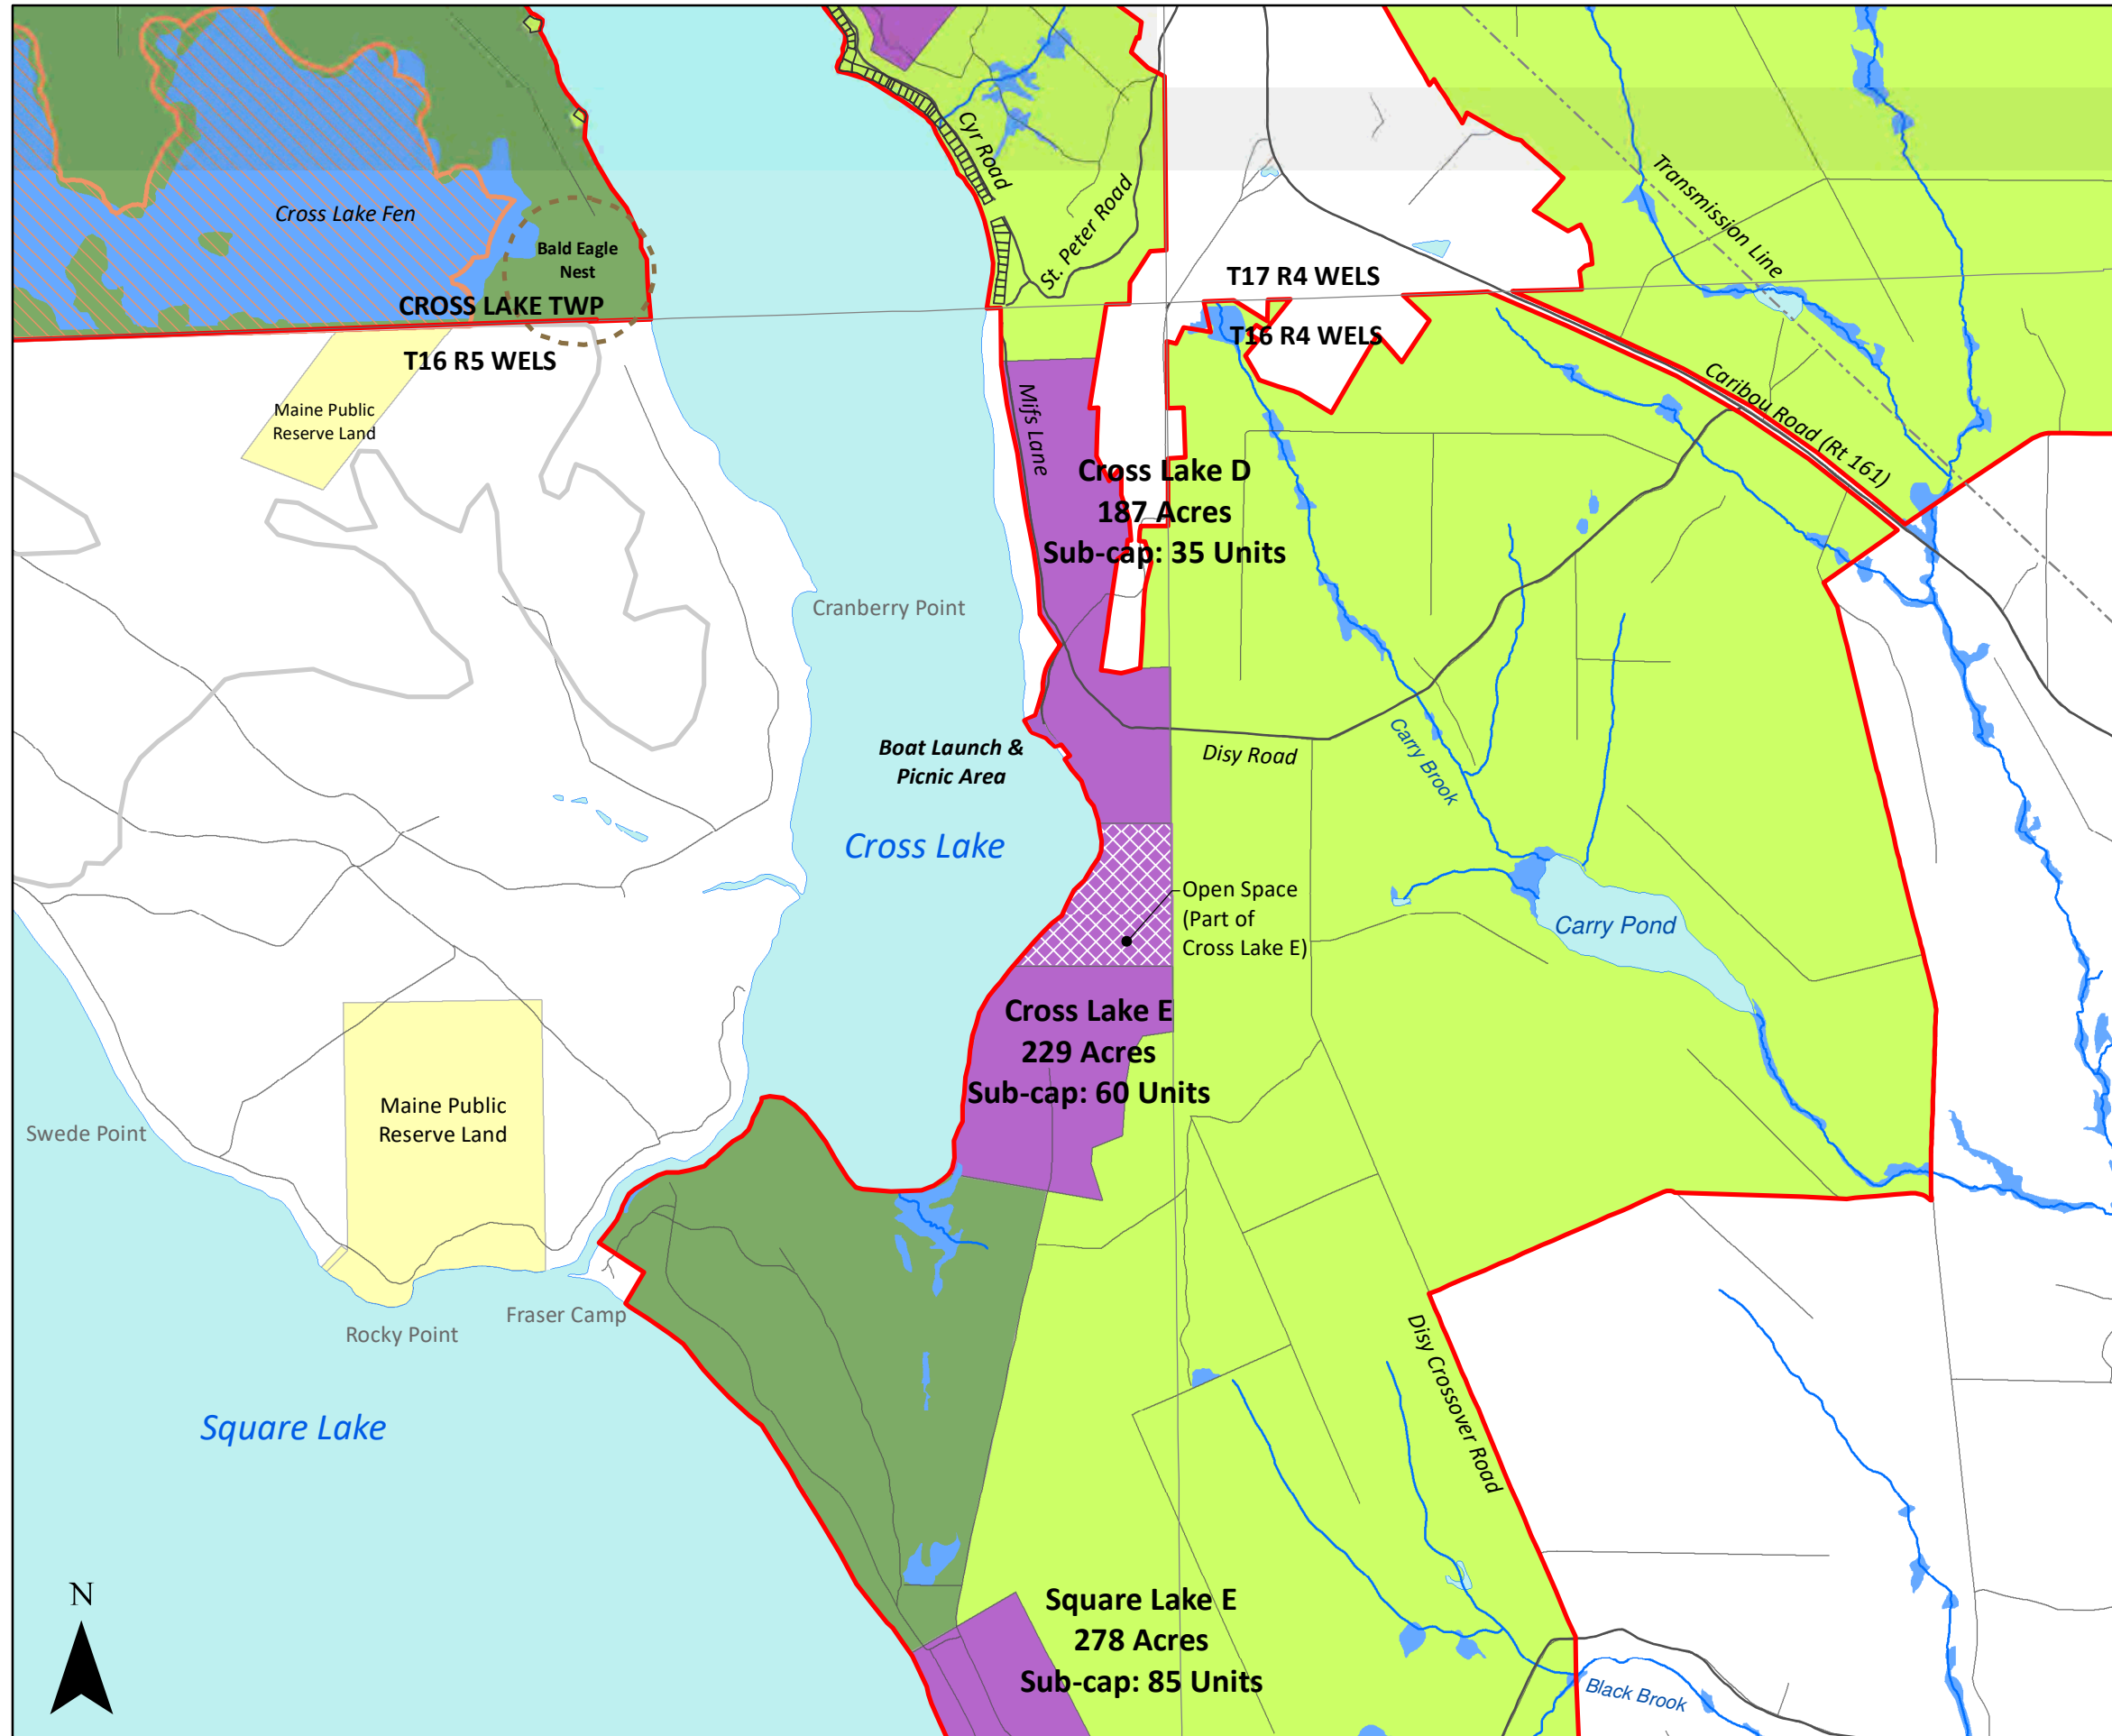 Cyr Road
Cross Lake Fen
Transmission Line
St. Peter Road
Bald Eagle
Nest
CROSS LAKE TWP
T17 R4 WELS
T16 R4 WELS
T16 R5 WELS
Maine Public
Reserve Land
Mifs Lane
Caribou Road (Rt 161)
Cross Lake D
187 Acres
Sub-cap: 35 Units
Cranberry Point
Boat Launch &
Picnic Area
Disy Road
Carry Brook
Cross Lake
Open Space
(Part of
Cross Lake E)
Carry Pond
Cross Lake E
229 Acres
Sub-cap: 60 Units
Maine Public
Reserve Land
Swede Point
Fraser Camp
Rocky Point
Disy Crossover Road
Square Lake
N
Square Lake E
278 Acres
Sub-cap: 85 Units
Black Brook